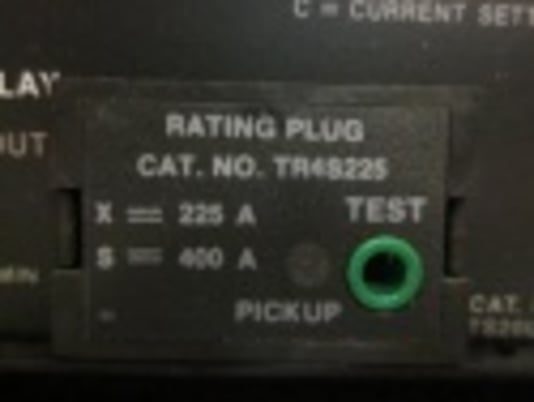 C = CURRENT SETT
LAY
OUT
RATING PLUG
CAT. NO. TR4S225
X = 225 A
TEST
S = 400 A
PICKUP
CAT.